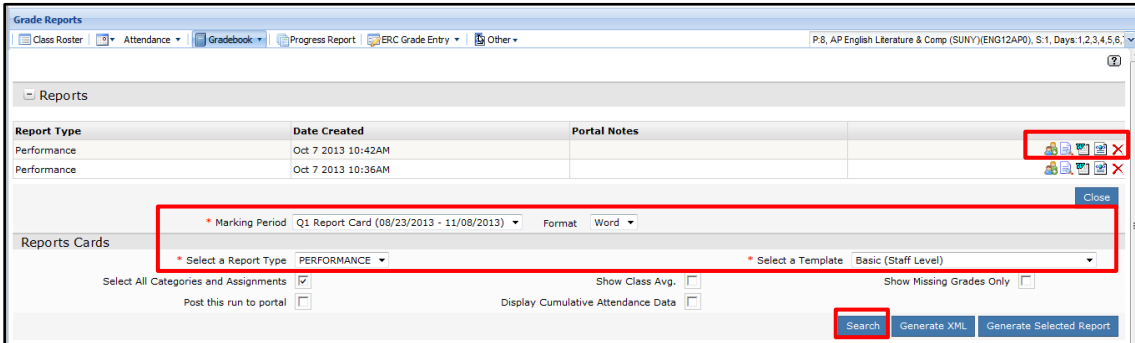 Grade Reports
Class Roster Attendance Gradebook Progress Report ERC Grade Entry Other P:8, AP English Literature & Comp (SUNY)(ENG12AP0), S:1, Days:1,2,3,4,5,6,
Reports
Report Type Date Created Portal Notes
Performance Oct 7 2013 10:42AM
Performance Oct 7 2013 10:36AM
Close
* Marking Period Q1 Report Card (08/23/2013 - 11/08/2013) Format Word
Reports Cards
* Select a Report Type PERFORMANCE * Select a Template Basic (Staff Level)
Select All Categories and Assignments Show Class Avg. Show Missing Grades Only
Post this run to portal Display Cumulative Attendance Data
Search Generate XML Generate Selected Report